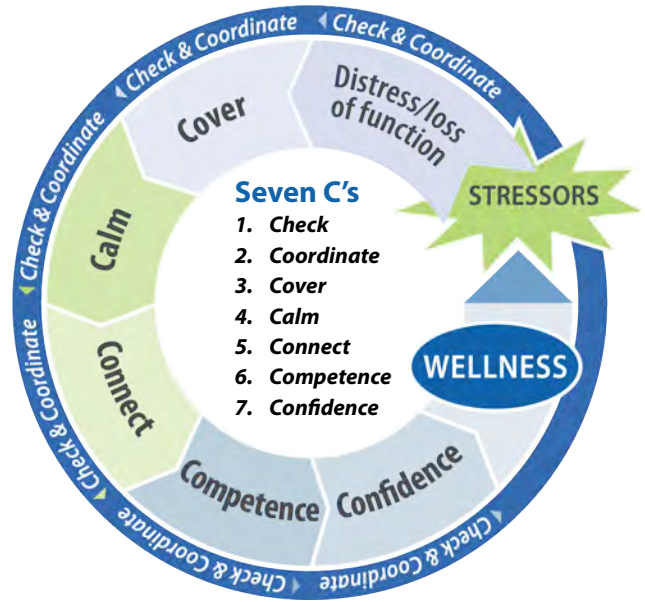 Check & Coordinate
Check & Coordinate
Distress/loss
of function
Cover
STRESSORS
Check & Coordinate
Calm
Seven C's
1. Check
2. Coordinate
3. Cover
4. Calm
5. Connect
6. Competence
7. Confidence
WELLNESS
Check & Coordinate
Connect
Competence
Confidence
Check & Coordinate
Check & Coordinate